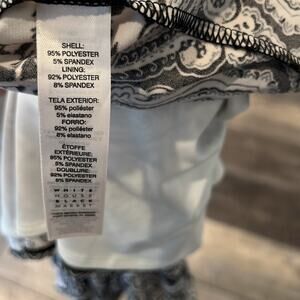 SHELL:
95% POLYESTER
5% SPANDEX
LINING:
92% POLYESTER
8% SPANDEX
TELA EXTERIOR:
95% poliéster
5% elastano
FORRO:
92% poliéster
8% elastano
ÉTOFFE
EXTÉRIEURE:
95% POLYESTER
5% SPANDEX
DOUBLURE:
92% POLYESTER
8% SPANDEX
WHITE
HOUSE
BLACK
MARKET